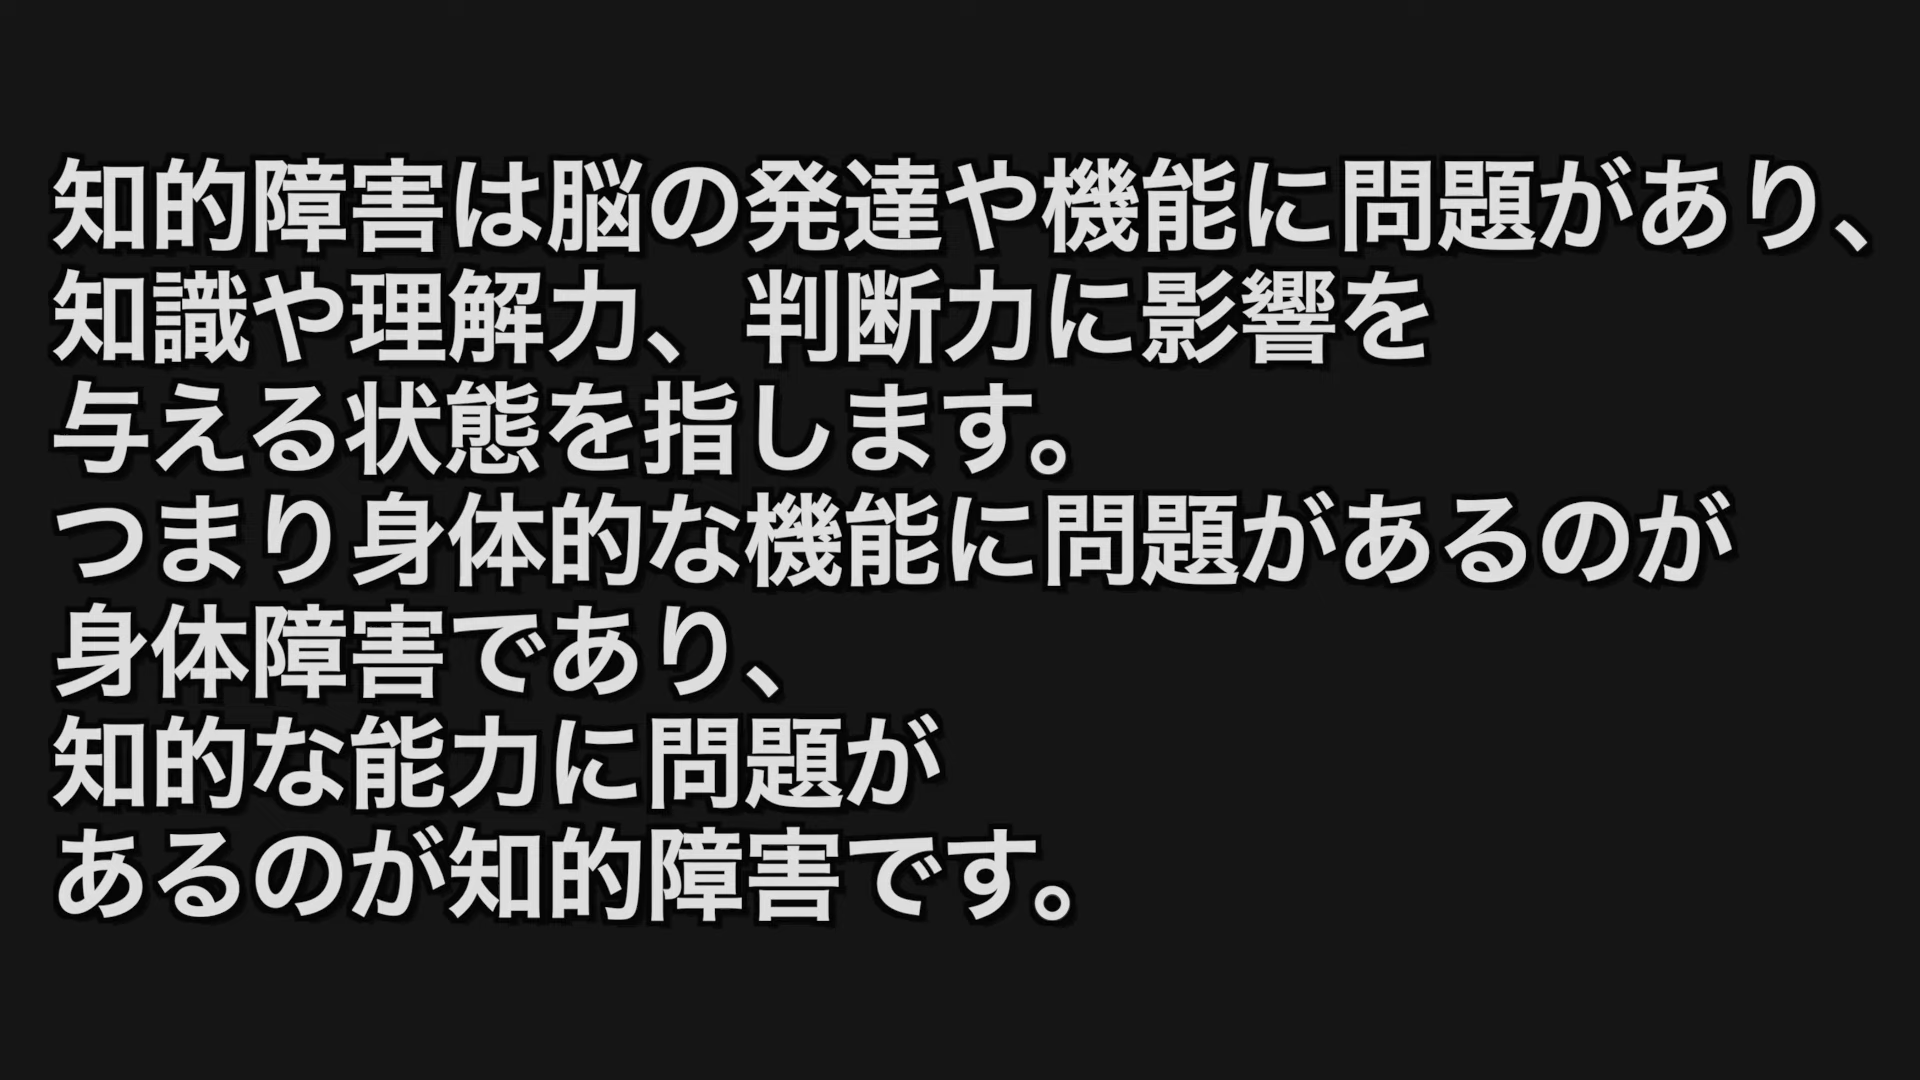 知的障害は脳の発達や機能に問題があり、
知識や理解力、判断力に影響を
与える状態を指します。
つまり身体的な機能に問題があるのが
身体障害であり、
知的な能力に問題が
あるのが知的障害です。